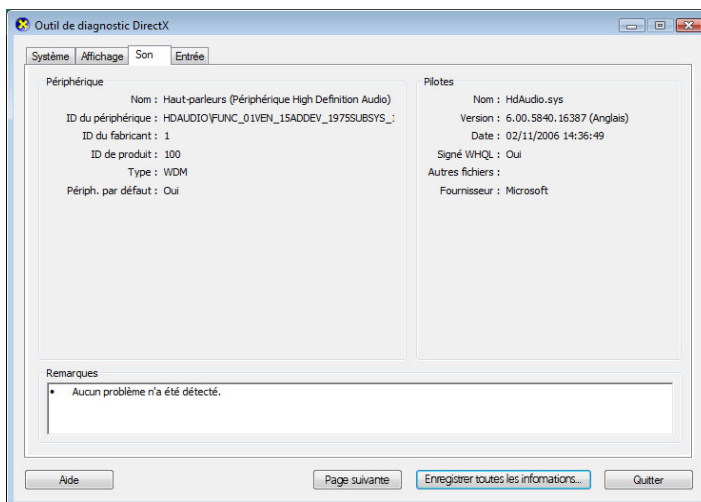 Outil de diagnostic DirectX
Système Affichage Son Entrée
Périphérique
Nom : Haut-parleurs (Périphérique High Definition Audio)
ID du périphérique : HDAUDIO\FUNC_01VEN_15ADDEV_1975SUBSYS_1
ID du fabricant : 1
ID de produit : 100
Type : WDM
Périph. par défaut : Oui
Pilotes
Nom : HdAudio.sys
Version : 6.00.5840.16387 (Anglais)
Date : 02/11/2006 14:36:49
Signé WHQL : Oui
Autres fichiers :
Fournisseur : Microsoft
Remarques
• Aucun problème n'a été détecté.
Aide Page suivante Enregistrer toutes les infomations... Quitter